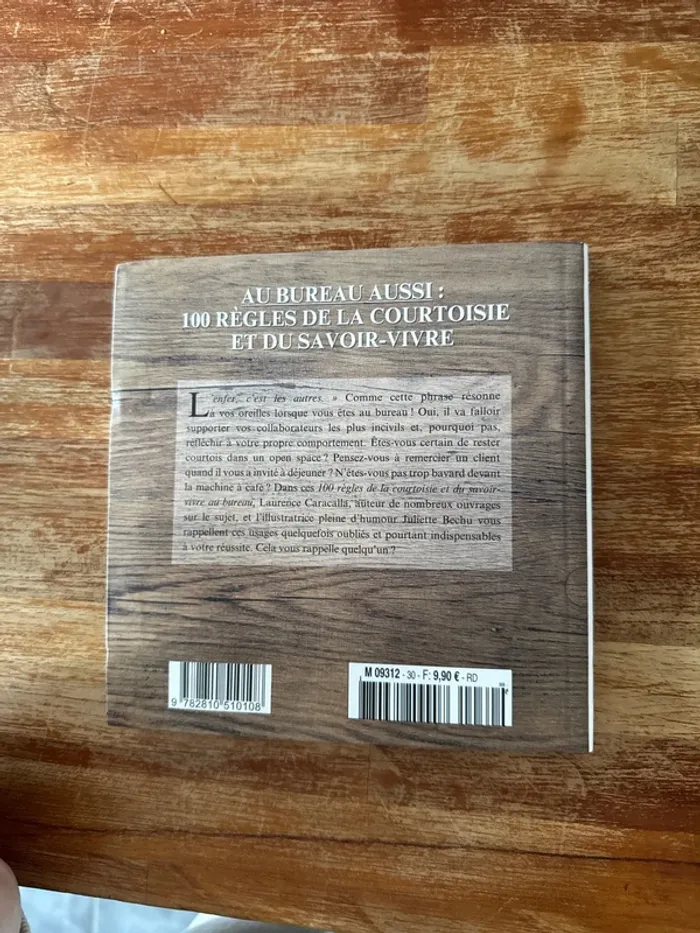 AU BUREAU AUSSI :
100 RÈGLES DE LA COURTOISIE
ET DU SAVOIR-VIVRE
L'enfer, c'est les autres. » Comme cette phrase résonne
à vos oreilles lorsque vous êtes au bureau ! Oui, il va falloir
supporter vos collaborateurs les plus incivils et, pourquoi pas,
réfléchir à votre propre comportement. Êtes-vous certain de rester
courtois dans un open space ? Pensez-vous à remercier un client
quand il vous a invité à déjeuner ? N'êtes-vous pas trop bavard devant
la machine à café ? Dans ces 100 règles de la courtoisie et du savoir-
vivre au bureau, Laurence Caracalla, auteur de nombreux ouvrages
sur le sujet, et l'illustratrice pleine d'humour Juliette Bechu vous
rappellent ces usages quelquefois oubliés et pourtant indispensables
à votre réussite. Cela vous rappelle quelqu'un ?
M 09312 - 30 - F: 9,90 € - RD
9 782810 510108